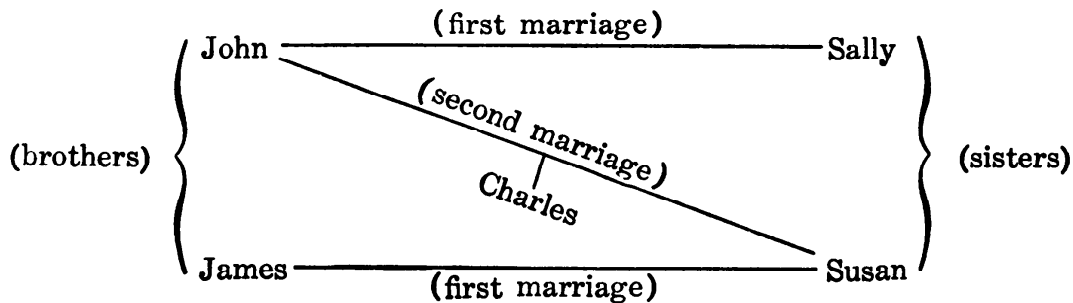 (first marriage)
John Sally
(second marriage)
(brothers) (sisters)
Charles
James Susan
(first marriage)